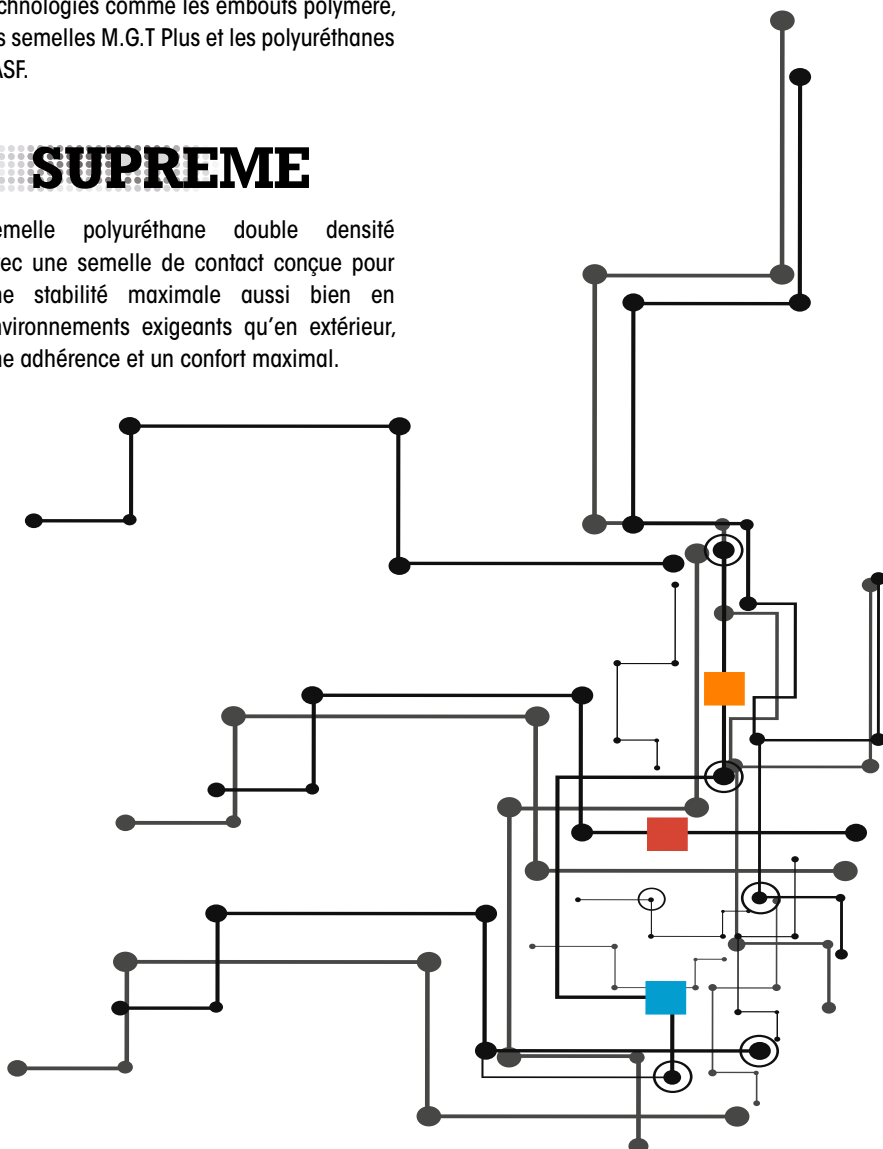 chnologies comme les embouts polymère,
s semelles M.G.T Plus et les polyuréthanes
ASF.
SUPREME
emelle polyuréthane double densité
ec une semelle de contact conçue pour
ne stabilité maximale aussi bien en
nvironnements exigeants qu'en extérieur,
ne adhérence et un confort maximal.